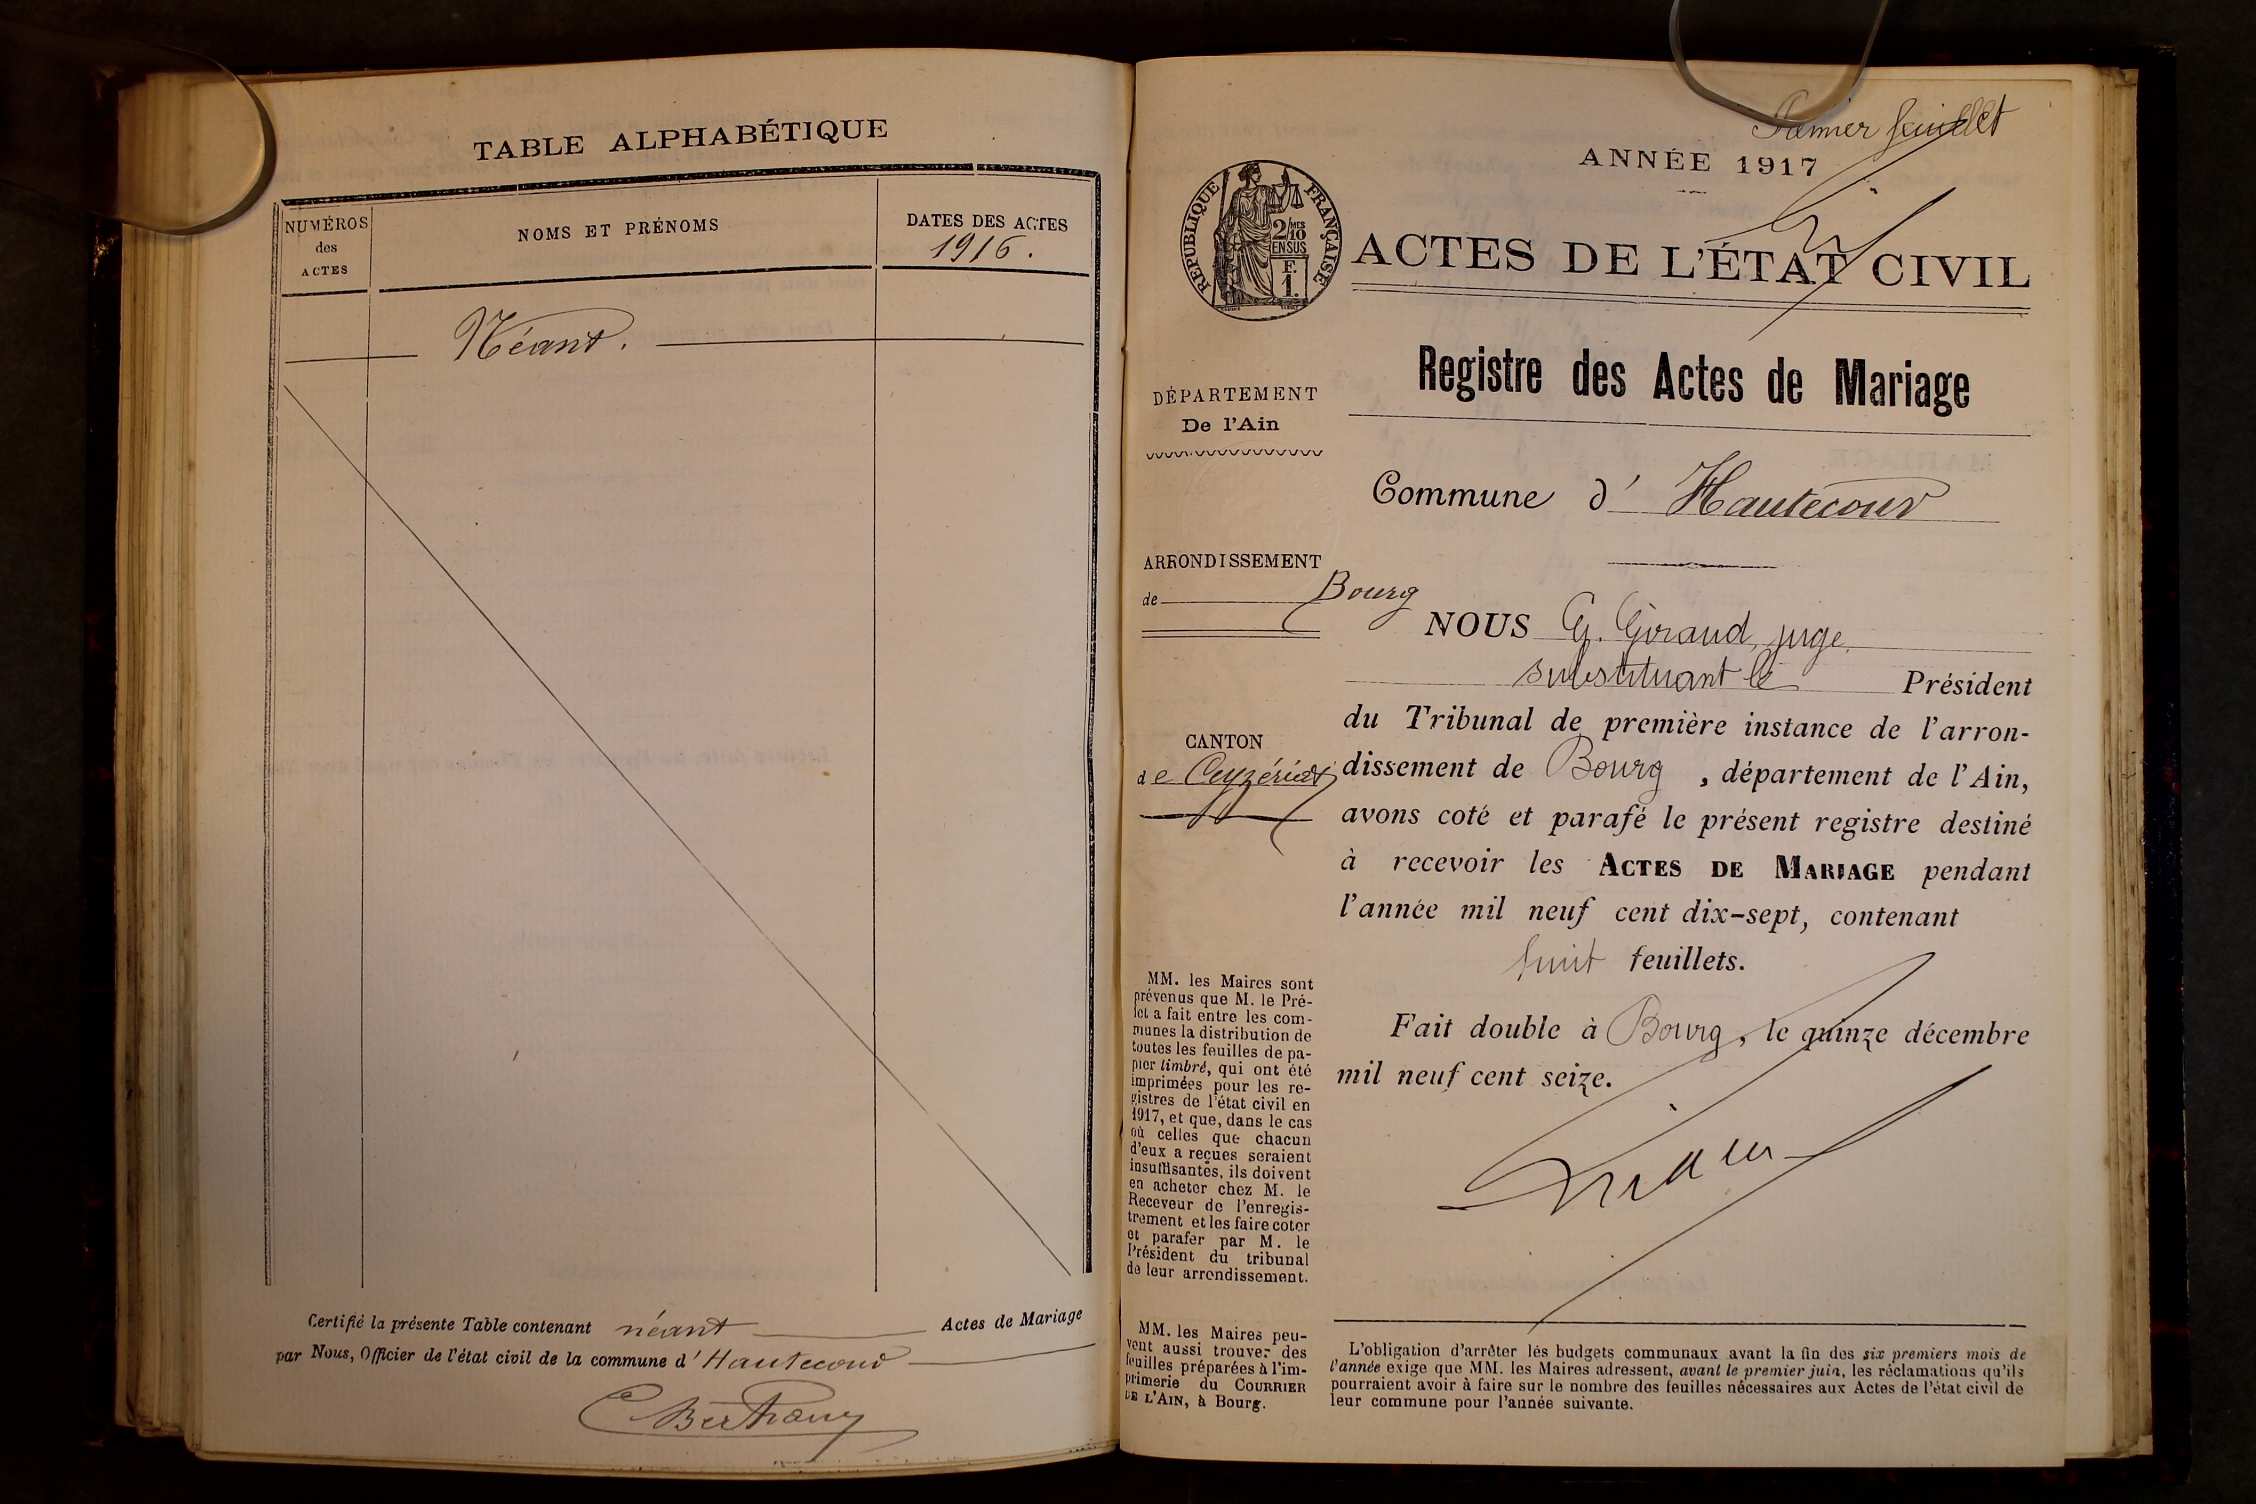 TABLE ALPHABÉTIQUE
NUMÉROS
des
ACTES
NOMS ET PRÉNOMS
DATES DES ACTES
1916.
Néant.
Certifié la présente Table contenant néant Actes de Mariage
par Nous, Officier de l'état civil de la commune d'Hautecour
Premier feuillet
ANNÉE 1917
RÉPUBLIQUE FRANÇAISE
2/10 MES
EN SUS
F.
1.
ACTES DE L'ÉTAT CIVIL
Registre des Actes de Mariage
DÉPARTEMENT
De l'Ain
Commune d'Hautecour
ARRONDISSEMENT
de Bourg
CANTON
de Ceyzériat
NOUS G. Giraud, juge
substituant le Président
du Tribunal de première instance de l'arron-
dissement de Bourg, département de l'Ain,
avons coté et parafé le présent registre destiné
à recevoir les ACTES DE MARIAGE pendant
l'année mil neuf cent dix-sept, contenant
huit feuillets.
Fait double à Bourg, le quinze décembre
mil neuf cent seize.
MM. les Maires sont
prévenus que M. le Pré-
fet a fait entre les com-
munes la distribution de
toutes les feuilles de pa-
pier timbré, qui ont été
imprimées pour les re-
gistres de l'état civil en
1917, et que, dans le cas
où celles que chacun
d'eux a reçues seraient
insuffisantes, ils doivent
en acheter chez M. le
Receveur de l'enregis-
trement et les faire coter
et parafer par M. le
Président du tribunal
de leur arrondissement.
MM. les Maires peu-
vent aussi trouver des
feuilles préparées à l'im-
primerie du COURRIER
DE L'AIN, à Bourg.
L'obligation d'arrêter les budgets communaux avant la fin des six premiers mois de
l'année exige que MM. les Maires adressent, avant le premier juin, les réclamations qu'ils
pourraient avoir à faire sur le nombre des feuilles nécessaires aux Actes de l'état civil de
leur commune pour l'année suivante.